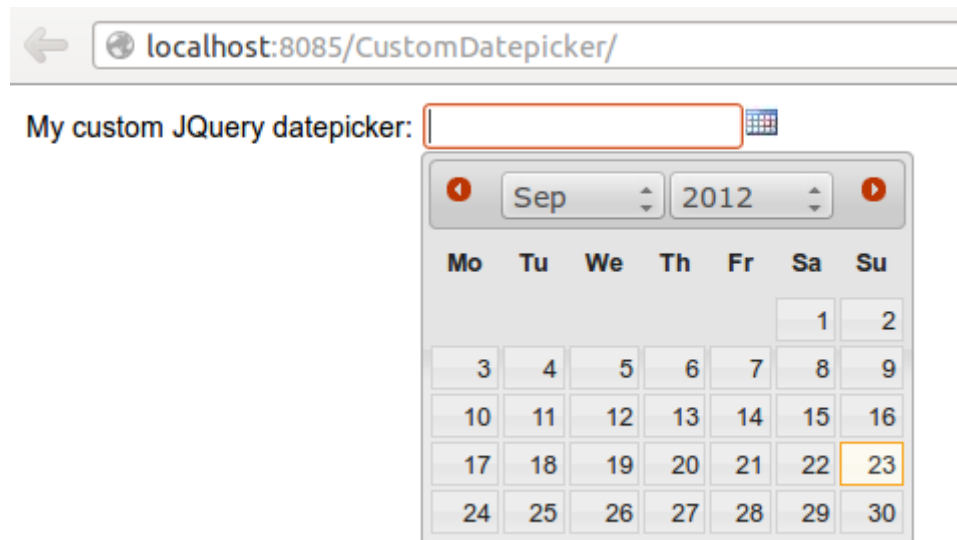 localhost:8085/CustomDatepicker/
My custom JQuery datepicker:
Sep 2012
Mo Tu We Th Fr Sa Su
1 2
3 4 5 6 7 8 9
10 11 12 13 14 15 16
17 18 19 20 21 22 23
24 25 26 27 28 29 30